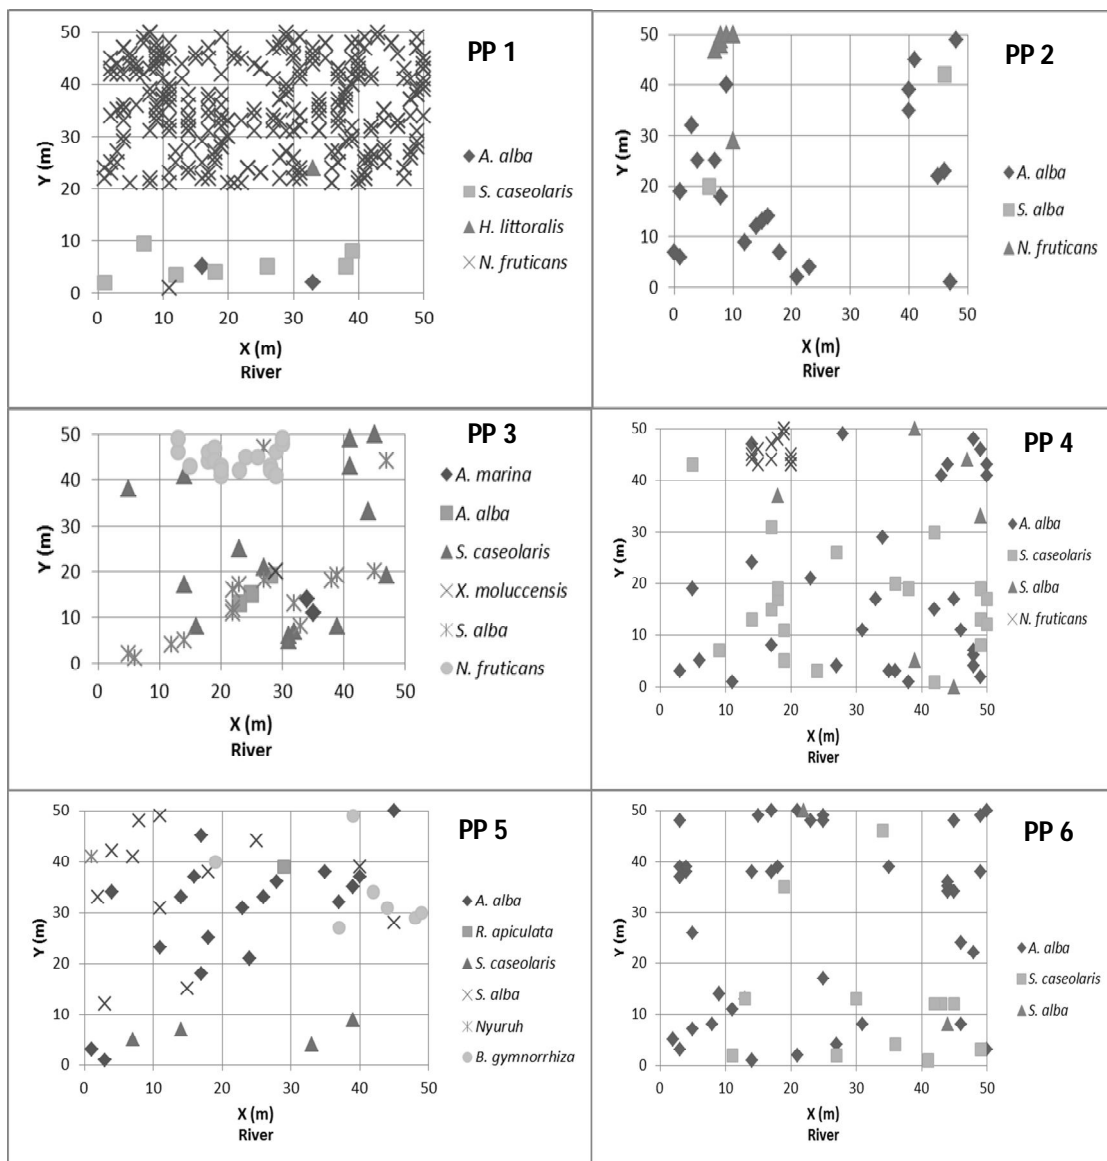 PP 1
50
40
30
20
10
0
0 10 20 30 40 50
Y (m)
X (m)
River
A. alba
S. caseolaris
H. littoralis
N. fruticans
PP 2
50
40
30
20
10
0
0 10 20 30 40 50
Y (m)
X (m)
River
A. alba
S. alba
N. fruticans
PP 3
50
40
30
20
10
0
0 10 20 30 40 50
Y (m)
X (m)
River
A. marina
A. alba
S. caseolaris
X. moluccensis
S. alba
N. fruticans
PP 4
50
40
30
20
10
0
0 10 20 30 40 50
Y (m)
X (m)
River
A. alba
S. caseolaris
S. alba
N. fruticans
PP 5
50
40
30
20
10
0
0 10 20 30 40 50
Y (m)
X (m)
River
A. alba
R. apiculata
S. caseolaris
S. alba
Nyuruh
B. gymnorrhiza
PP 6
50
40
30
20
10
0
0 10 20 30 40 50
Y (m)
X (m)
River
A. alba
S. caseolaris
S. alba